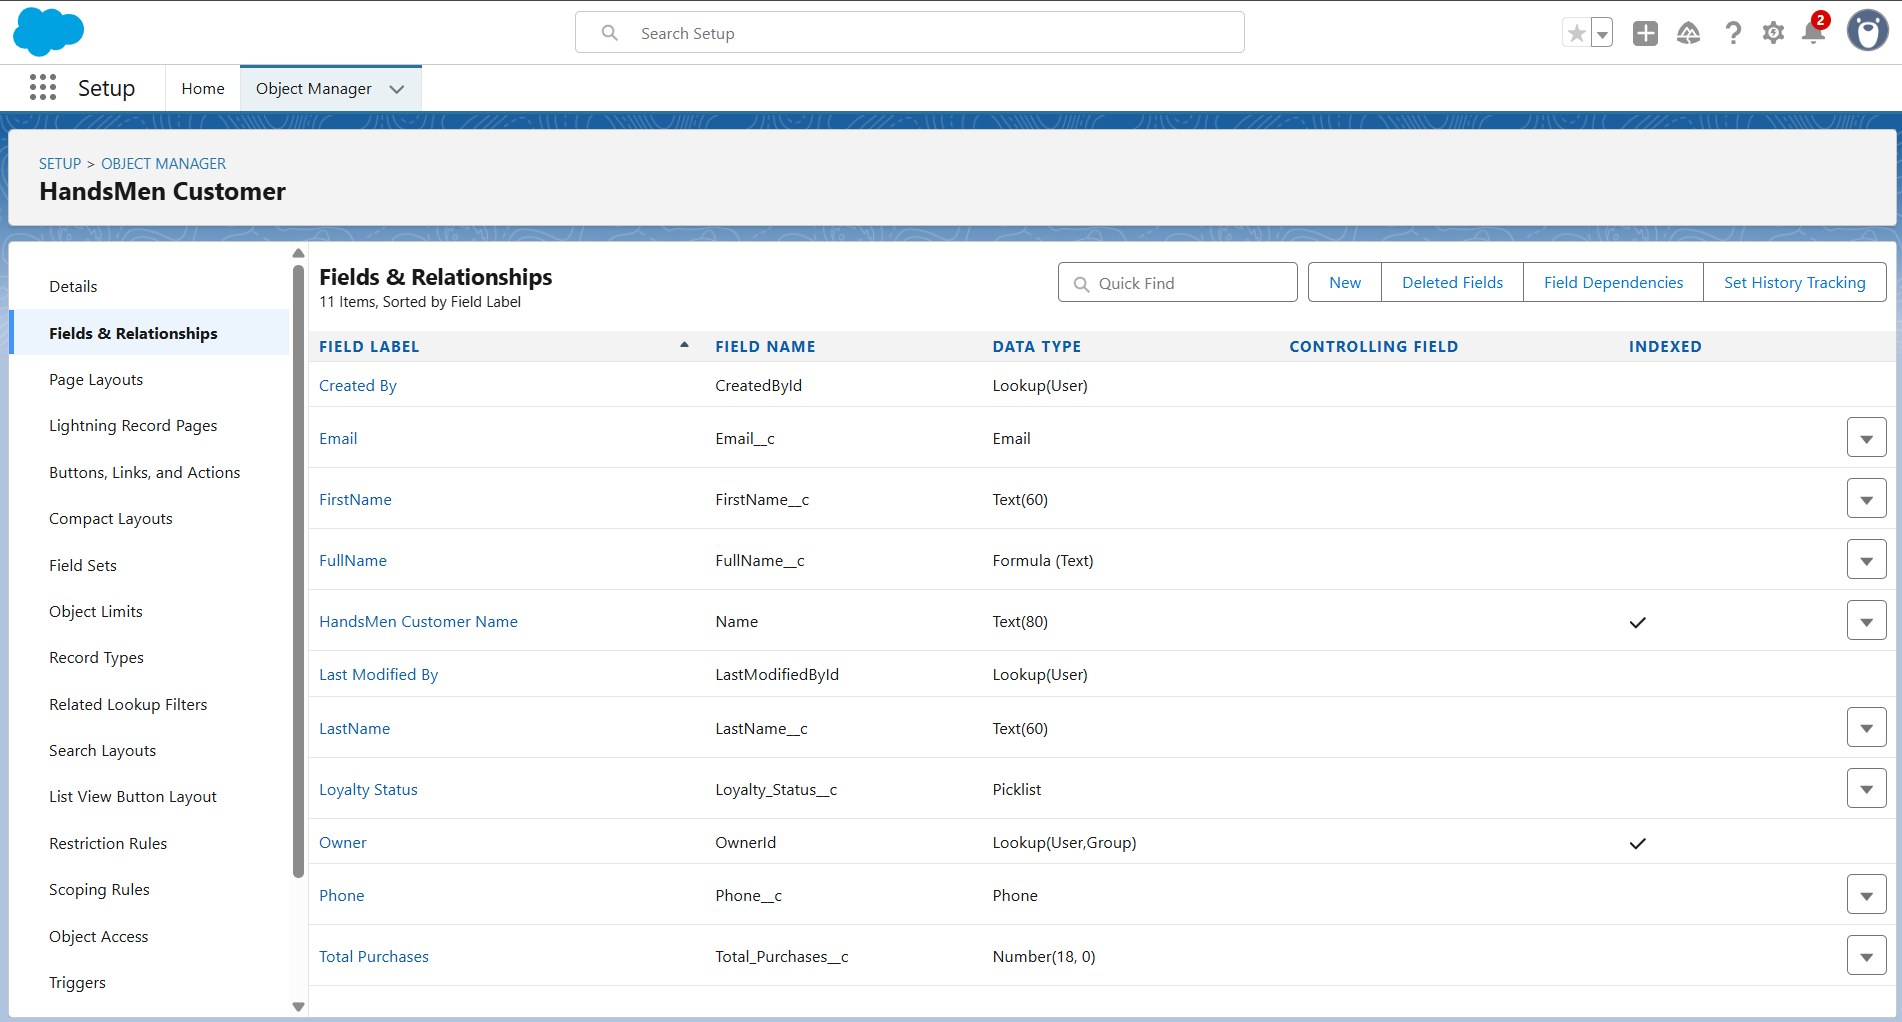 Search Setup
2
Setup
Home
Object Manager
SETUP > OBJECT MANAGER
HandsMen Customer
Details
Fields & Relationships
Page Layouts
Lightning Record Pages
Buttons, Links, and Actions
Compact Layouts
Field Sets
Object Limits
Record Types
Related Lookup Filters
Search Layouts
List View Button Layout
Restriction Rules
Scoping Rules
Object Access
Triggers
Fields & Relationships
11 Items, Sorted by Field Label
Quick Find
New
Deleted Fields
Field Dependencies
Set History Tracking
FIELD LABEL FIELD NAME DATA TYPE CONTROLLING FIELD INDEXED
Created By CreatedById Lookup(User)
Email Email__c Email
FirstName FirstName__c Text(60)
FullName FullName__c Formula (Text)
HandsMen Customer Name Name Text(80)
Last Modified By LastModifiedById Lookup(User)
LastName LastName__c Text(60)
Loyalty Status Loyalty_Status__c Picklist
Owner OwnerId Lookup(User,Group)
Phone Phone__c Phone
Total Purchases Total_Purchases__c Number(18, 0)